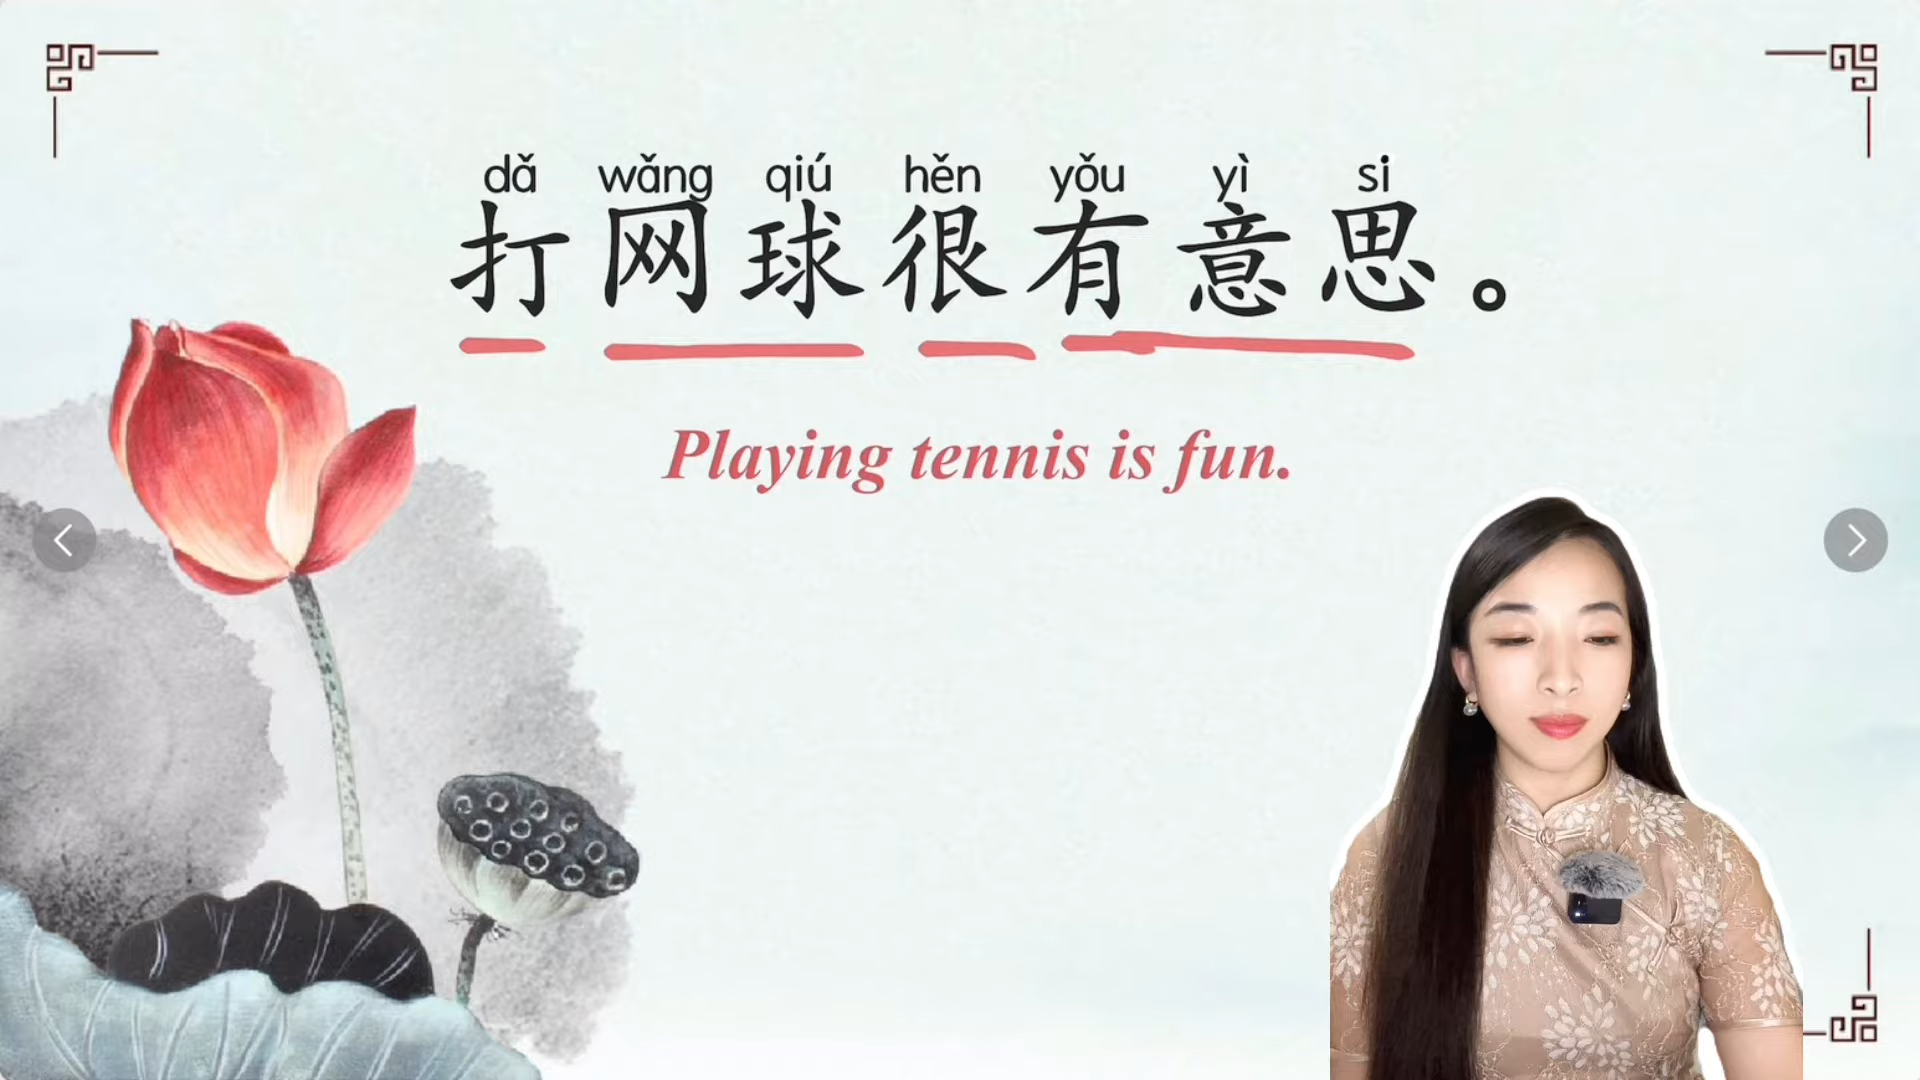 dǎ wǎng qiú hěn yǒu yì si
打网球很有意思。
Playing tennis is fun.